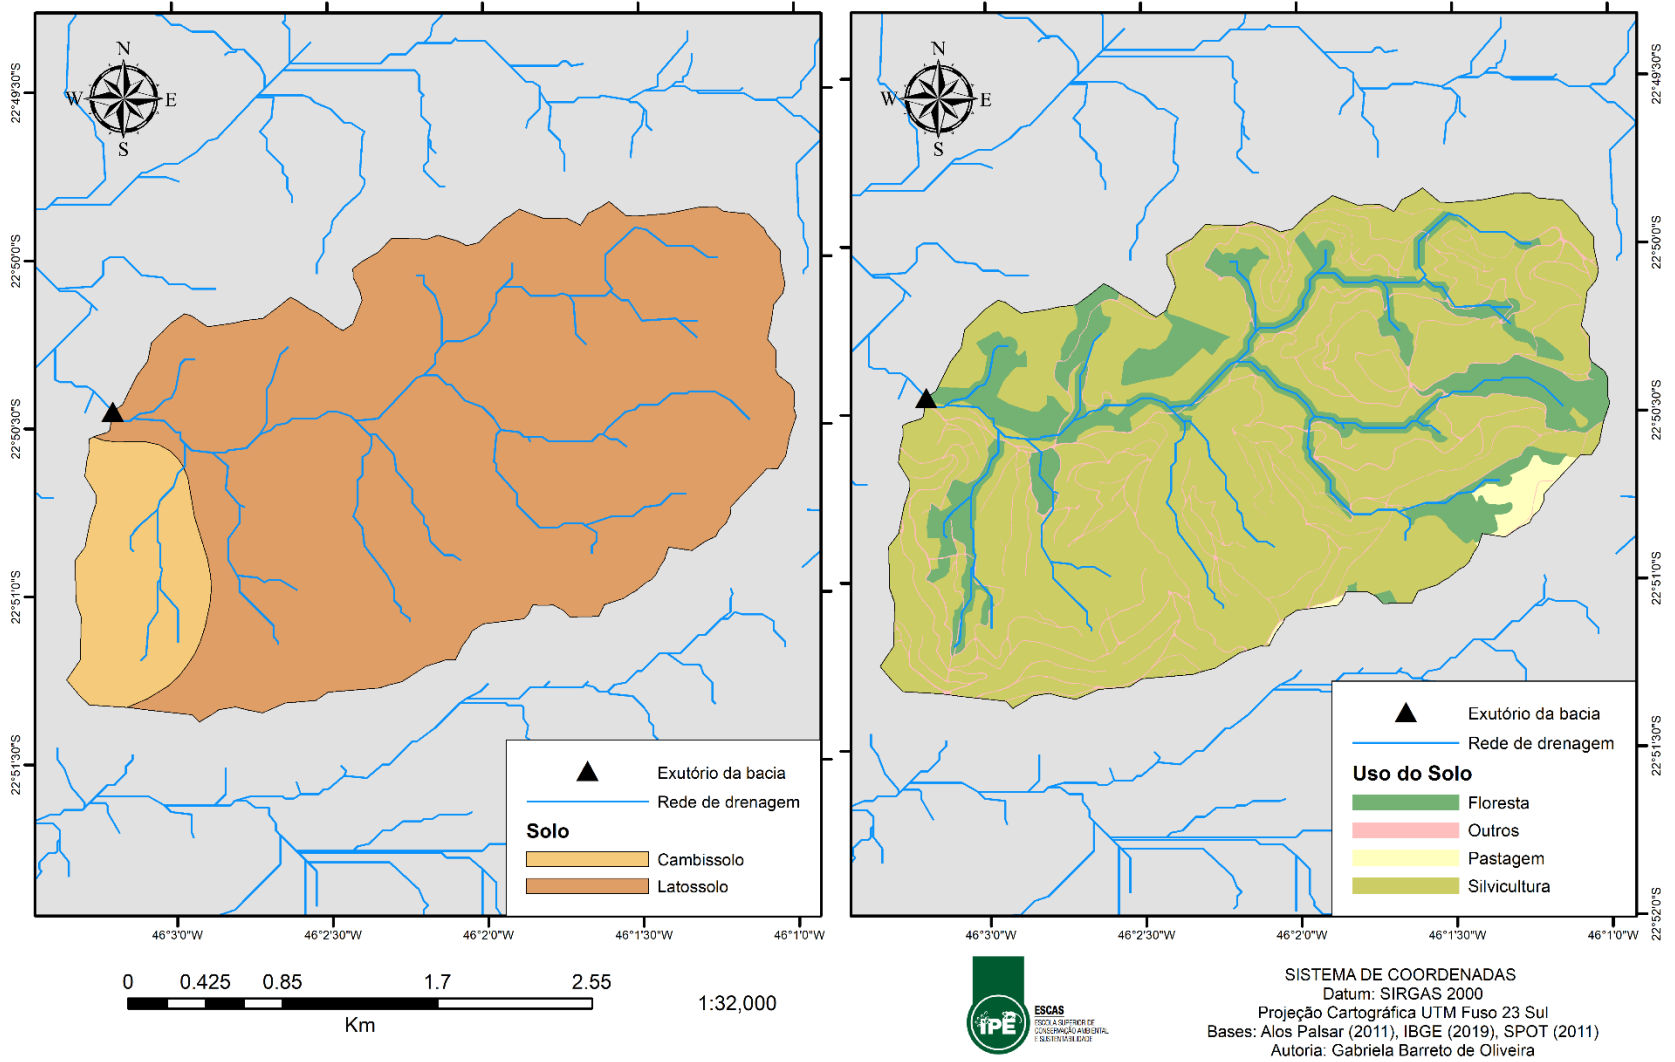 N
W
E
S
22°49'30"S
22°50'0"S
22°50'30"S
22°51'0"S
22°51'30"S
46°3'0"W
46°2'30"W
46°2'0"W
46°1'30"W
46°1'0"W
Exutório da bacia
Rede de drenagem
Solo
Cambissolo
Latossolo
N
W
E
S
22°49'30"S
22°50'0"S
22°50'30"S
22°51'0"S
22°51'30"S
22°52'0"S
46°3'0"W
46°2'30"W
46°2'0"W
46°1'30"W
46°1'0"W
Exutório da bacia
Rede de drenagem
Uso do Solo
Floresta
Outros
Pastagem
Silvicultura
0 0.425 0.85 1.7 2.55
Km
1:32,000
IPÊ
ESCAS
ESCOLA SUPERIOR DE
CONSERVAÇÃO AMBIENTAL
E SUSTENTABILIDADE
SISTEMA DE COORDENADAS
Datum: SIRGAS 2000
Projeção Cartográfica UTM Fuso 23 Sul
Bases: Alos Palsar (2011), IBGE (2019), SPOT (2011)
Autoria: Gabriela Barreto de Oliveira